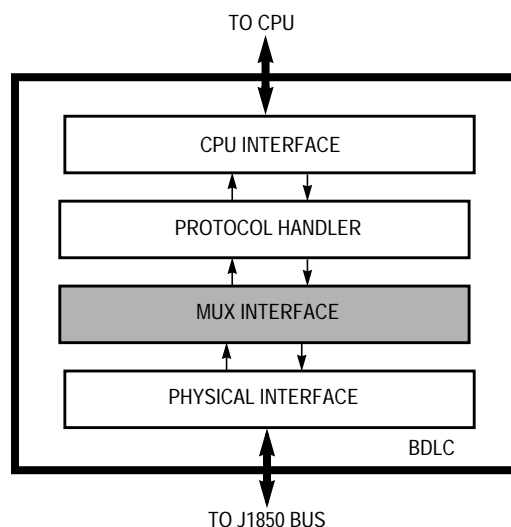 TO CPU
CPU INTERFACE
PROTOCOL HANDLER
MUX INTERFACE
PHYSICAL INTERFACE
BDLC
TO J1850 BUS